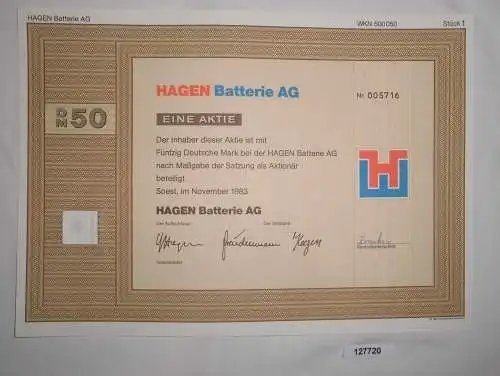 HAGEN Batterie AG
WKN 500 050
Stück 1
DM 50
HAGEN Batterie AG
Nr. 005716
EINE AKTIE
Der Inhaber dieser Aktie ist mit
Fünfzig Deutsche Mark bei der HAGEN Batterie AG
nach Maßgabe der Satzung als Aktionär
beteiligt.
Soest, im November 1983
H
HAGEN Batterie AG
Der Aufsichtsrat
Der Vorstand
127720